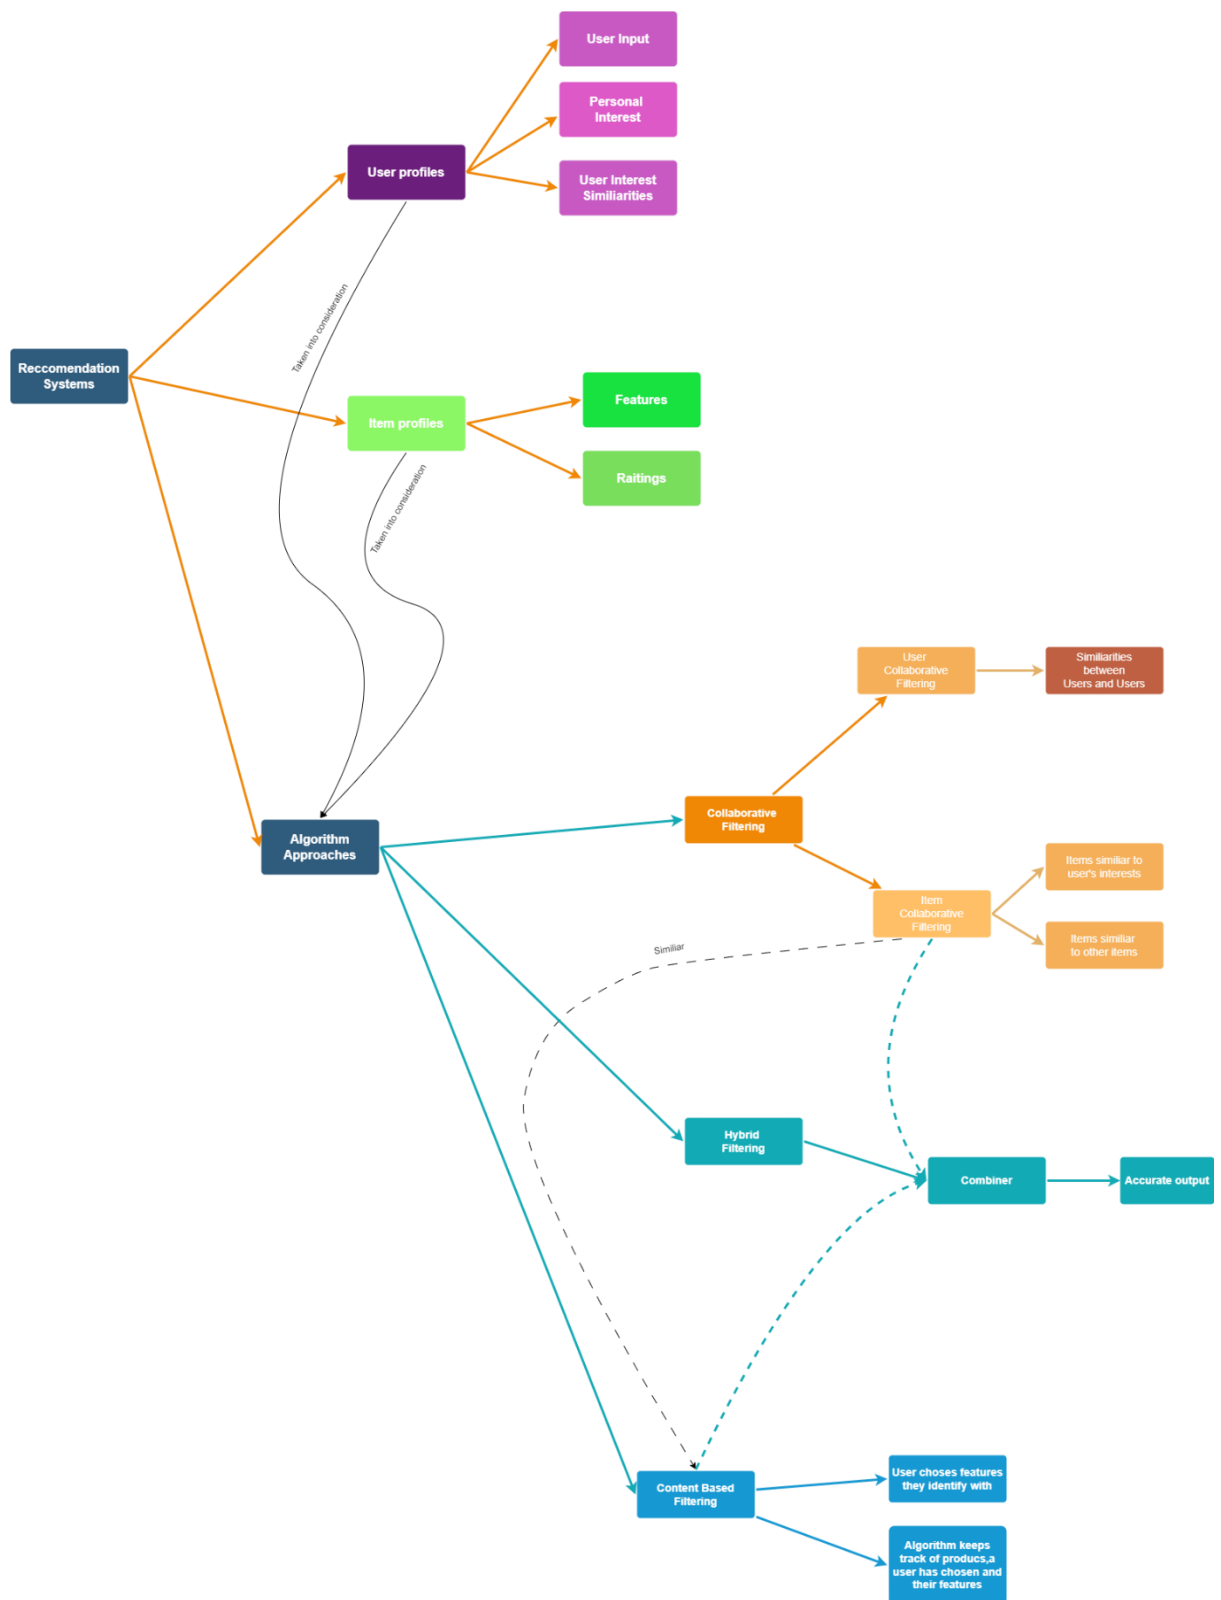 User Input
Personal
Interest
User profiles
User Interest
Similiarities
Taken into consideration
Reccomendation
Systems
Item profiles
Features
Raitings
Taken into consideration
User
Collaborative
Filtering
Similiarities
between
Users and Users
Algorithm
Approaches
Collaborative
Filtering
Items similiar to
user's interests
Item
Collaborative
Filtering
Items similiar
to other items
Similiar
Hybrid
Filtering
Combiner
Accurate output
Content Based
Filtering
User choses features
they identify with
Algorithm keeps
track of producs,a
user has chosen and
their features